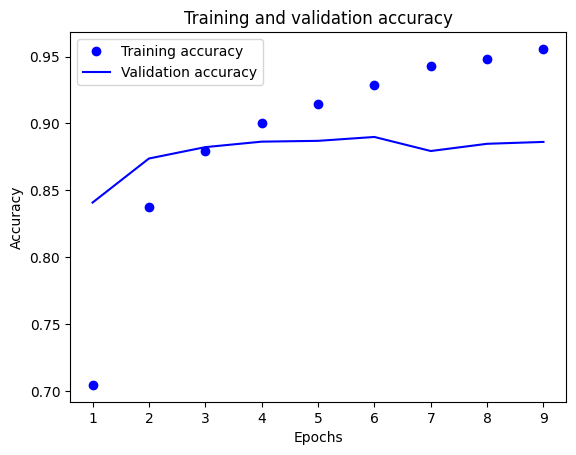 Training and validation accuracy
Training accuracy
Validation accuracy
0.95
0.90
0.85
0.80
0.75
0.70
Accuracy
1 2 3 4 5 6 7 8 9
Epochs